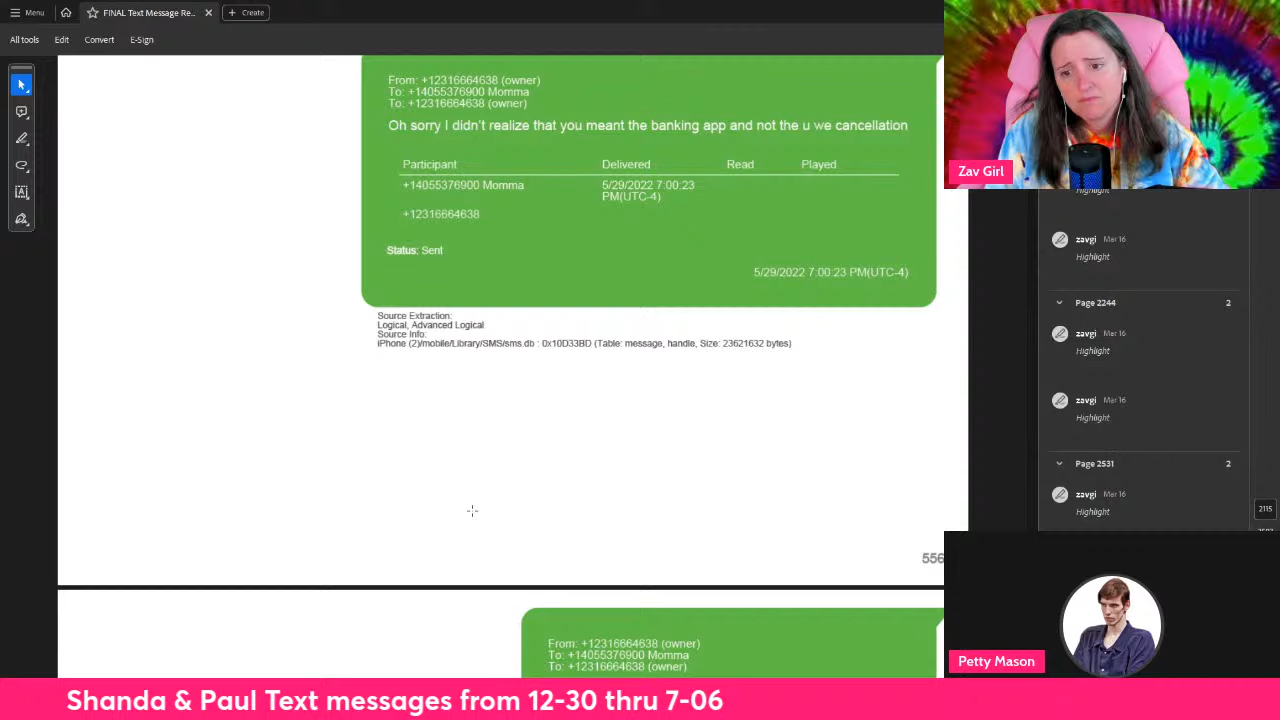 Menu
FINAL Text Message Re...
Create
All tools
Edit
Convert
E-Sign
From: +12316664638 (owner)
To: +14055376900 Momma
To: +12316664638 (owner)
Oh sorry I didn't realize that you meant the banking app and not the u we cancellation
Participant
Delivered
Read
Played
+14055376900 Momma
5/29/2022 7:00:23
PM(UTC-4)
+12316664638
Status: Sent
5/29/2022 7:00:23 PM(UTC-4)
Source Extraction:
Logical, Advanced Logical
Source Info:
iPhone (2)/mobile/Library/SMS/sms.db : 0x10D33BD (Table: message, handle, Size: 23621632 bytes)
556
From: +12316664638 (owner)
To: +14055376900 Momma
To: +12316664638 (owner)
Zav Girl
Highlight
zavgi Mar 16
Highlight
Page 2244
2
zavgi Mar 16
Highlight
zavgi Mar 16
Highlight
Page 2531
2
zavgi Mar 16
Highlight
2115
Petty Mason
Shanda & Paul Text messages from 12-30 thru 7-06